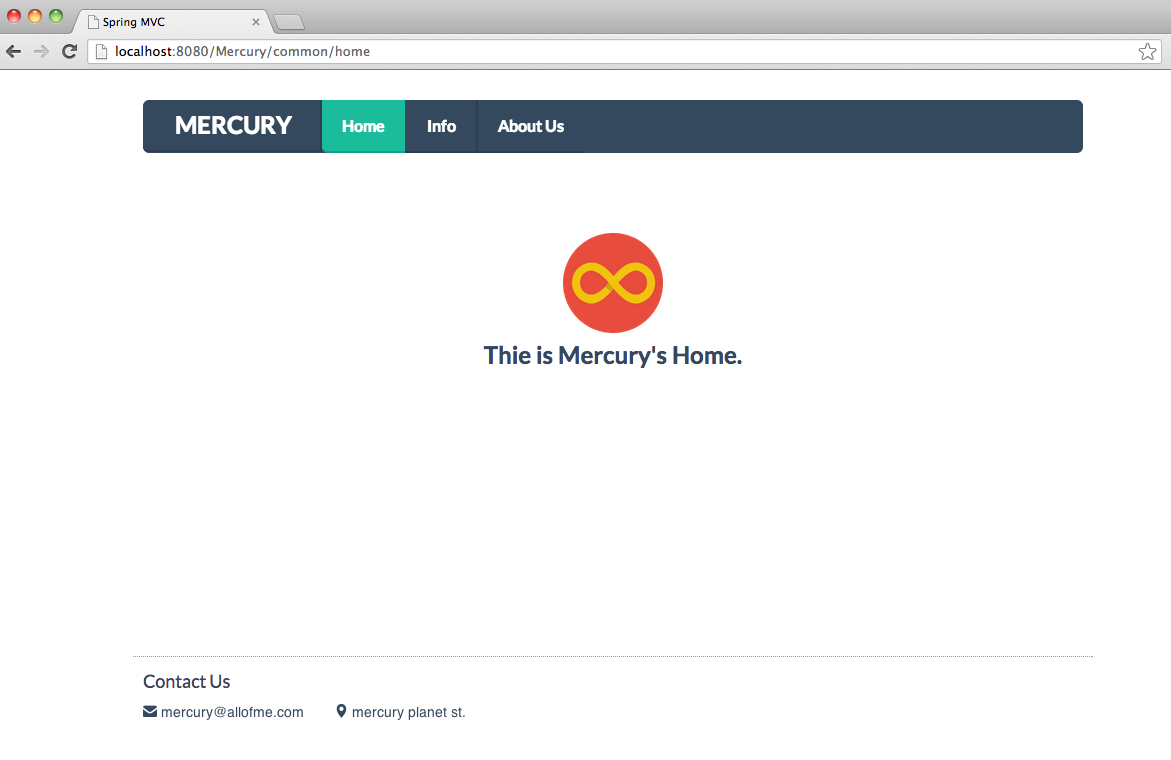 Spring MVC
localhost:8080/Mercury/common/home
MERCURY Home Info About Us
Thie is Mercury's Home.
Contact Us
mercury@allofme.com mercury planet st.